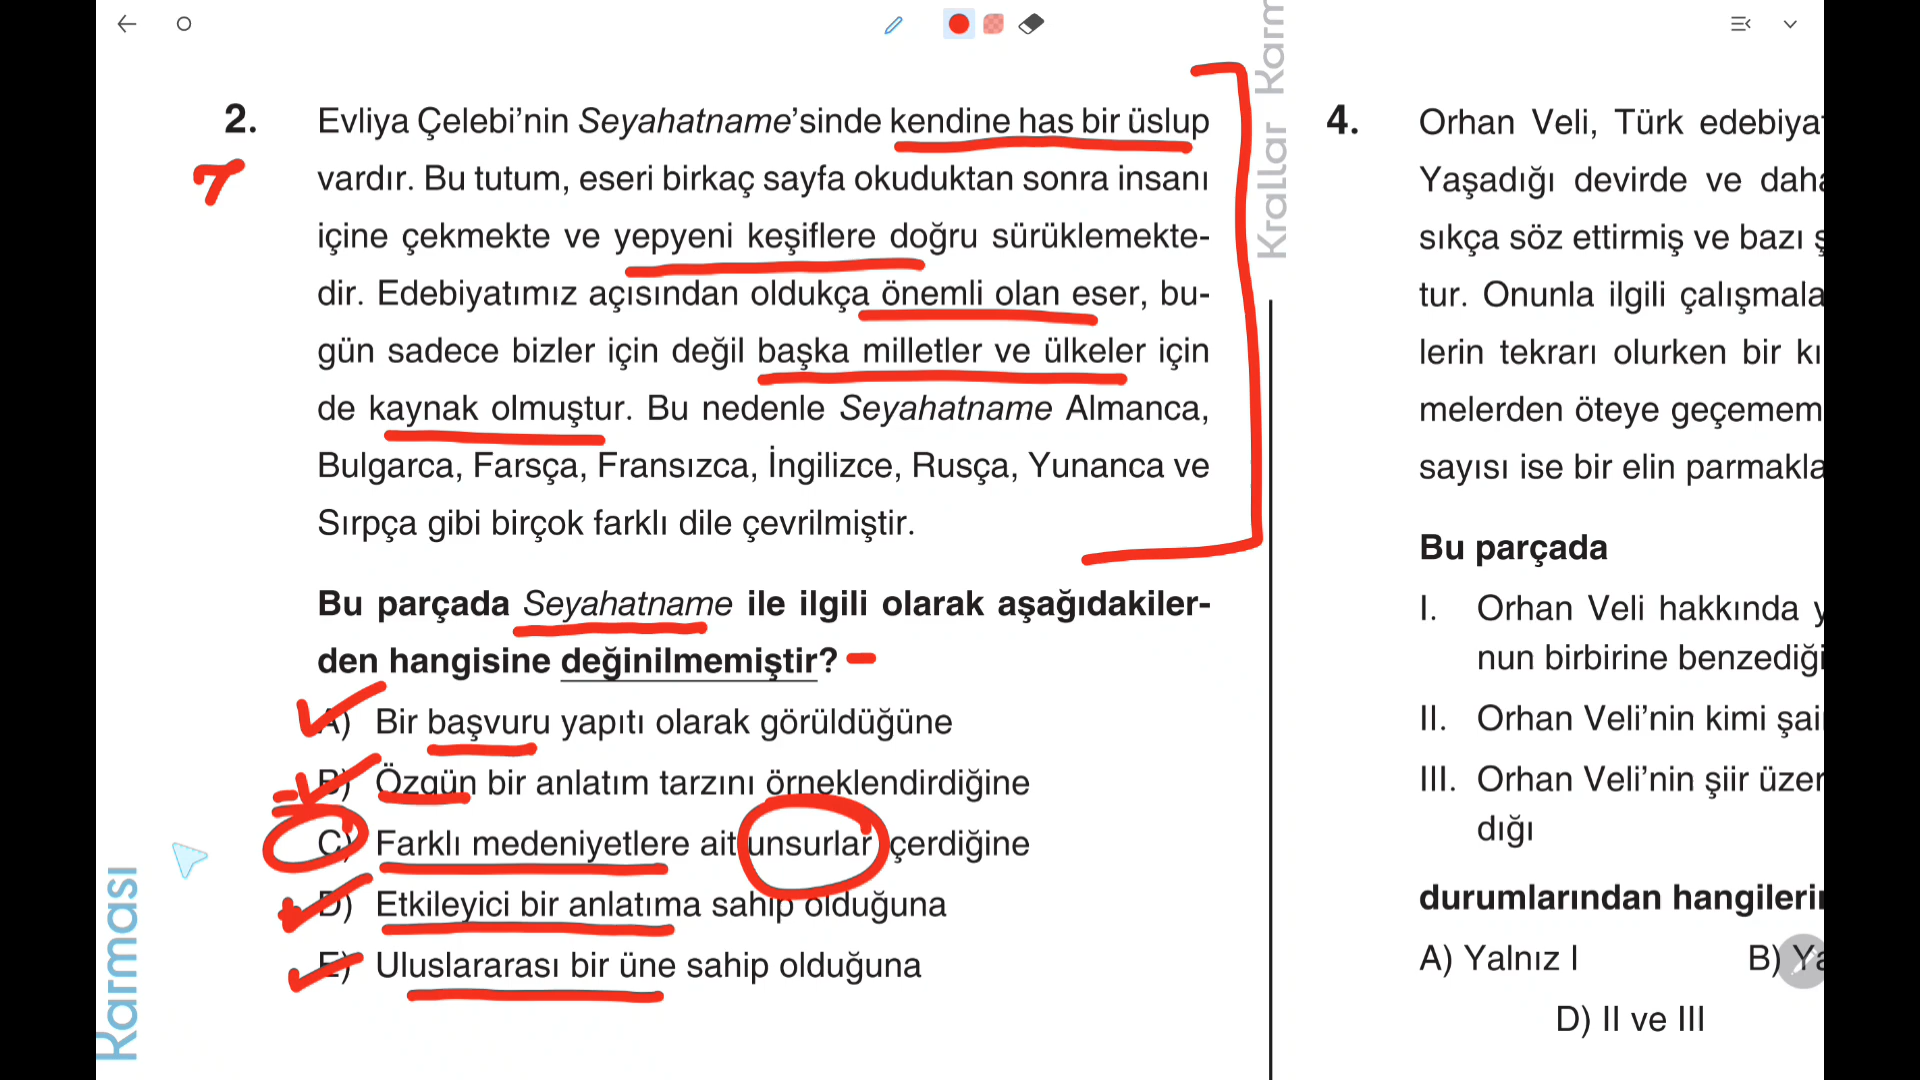 2. Evliya Çelebi’nin Seyahatname’sinde kendine has bir üslup
vardır. Bu tutum, eseri birkaç sayfa okuduktan sonra insanı
içine çekmekte ve yepyeni keşiflere doğru sürüklemekte-
dir. Edebiyatımız açısından oldukça önemli olan eser, bu-
gün sadece bizler için değil başka milletler ve ülkeler için
de kaynak olmuştur. Bu nedenle Seyahatname Almanca,
Bulgarca, Farsça, Fransızca, İngilizce, Rusça, Yunanca ve
Sırpça gibi birçok farklı dile çevrilmiştir.
Bu parçada Seyahatname ile ilgili olarak aşağıdakiler-
den hangisine değinilmemiştir?
A) Bir başvuru yapıtı olarak görüldüğüne
B) Özgün bir anlatım tarzını örneklendirdiğine
C) Farklı medeniyetlere ait unsurlar içerdiğine
D) Etkileyici bir anlatıma sahip olduğuna
E) Uluslararası bir üne sahip olduğuna
Karması
Krallar Karm
4. Orhan Veli, Türk edebiya
Yaşadığı devirde ve daha
sıkça söz ettirmiş ve bazı ş
tur. Onunla ilgili çalışmala
lerin tekrarı olurken bir kı
melerden öteye geçemem
sayısı ise bir elin parmakla
Bu parçada
I. Orhan Veli hakkında y
nun birbirine benzediği
II. Orhan Veli’nin kimi şai
III. Orhan Veli’nin şiir üzer
dığı
durumlarından hangileri
A) Yalnız I B) Ya
D) II ve III